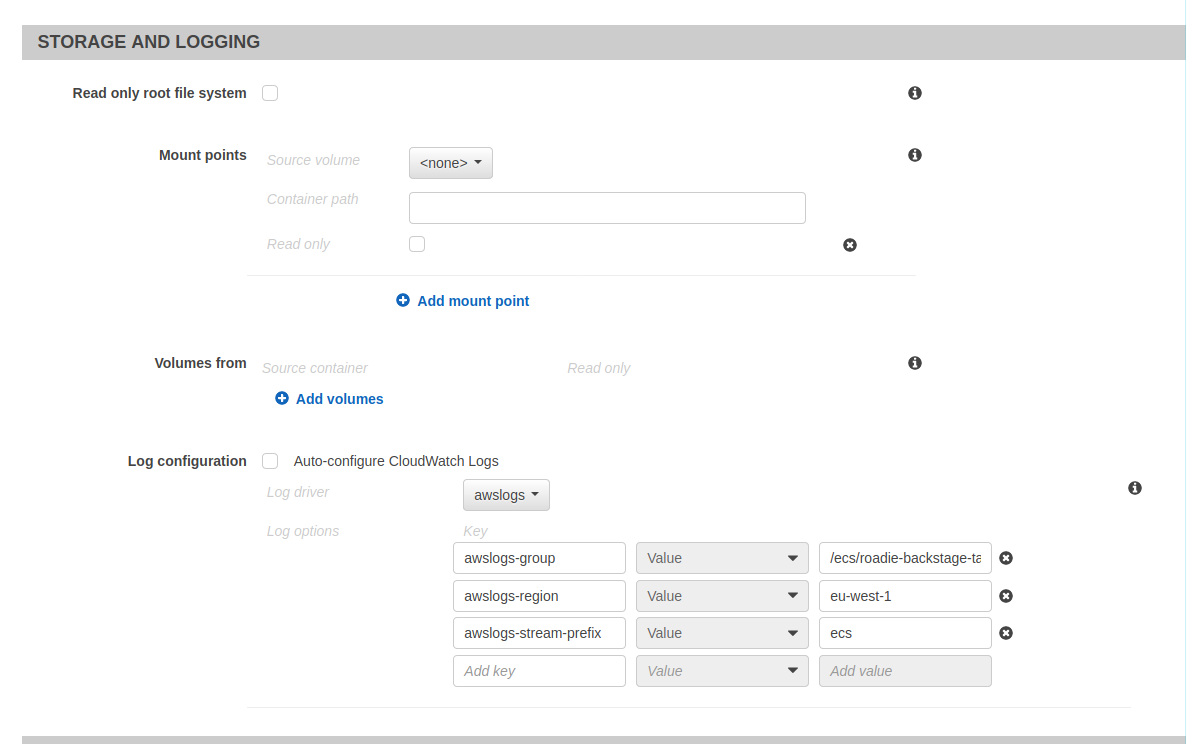 STORAGE AND LOGGING
Read only root file system
Mount points
Source volume <none>
Container path
Read only
Add mount point
Volumes from
Source container Read only
Add volumes
Log configuration Auto-configure CloudWatch Logs
Log driver awslogs
Log options Key
awslogs-group Value /ecs/roadie-backstage-ta
awslogs-region Value eu-west-1
awslogs-stream-prefix Value ecs
Add key Value Add value